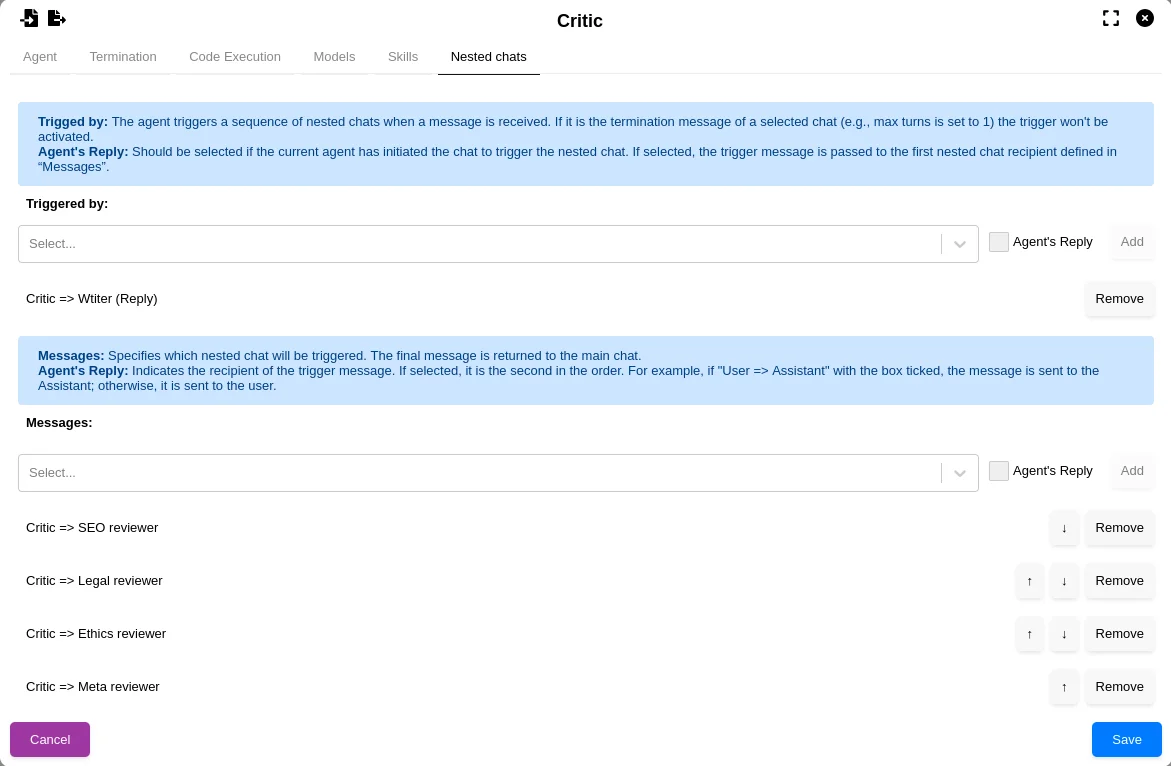 Critic
Agent
Termination
Code Execution
Models
Skills
Nested chats
Trigged by: The agent triggers a sequence of nested chats when a message is received. If it is the termination message of a selected chat (e.g., max turns is set to 1) the trigger won't be
activated.
Agent's Reply: Should be selected if the current agent has initiated the chat to trigger the nested chat. If selected, the trigger message is passed to the first nested chat recipient defined in
“Messages”.
Triggered by:
Select...
Agent's Reply
Add
Critic => Wtiter (Reply)
Remove
Messages: Specifies which nested chat will be triggered. The final message is returned to the main chat.
Agent's Reply: Indicates the recipient of the trigger message. If selected, it is the second in the order. For example, if "User => Assistant" with the box ticked, the message is sent to the
Assistant; otherwise, it is sent to the user.
Messages:
Select...
Agent's Reply
Add
Critic => SEO reviewer
↓
Remove
Critic => Legal reviewer
↑
↓
Remove
Critic => Ethics reviewer
↑
↓
Remove
Critic => Meta reviewer
↑
Remove
Cancel
Save